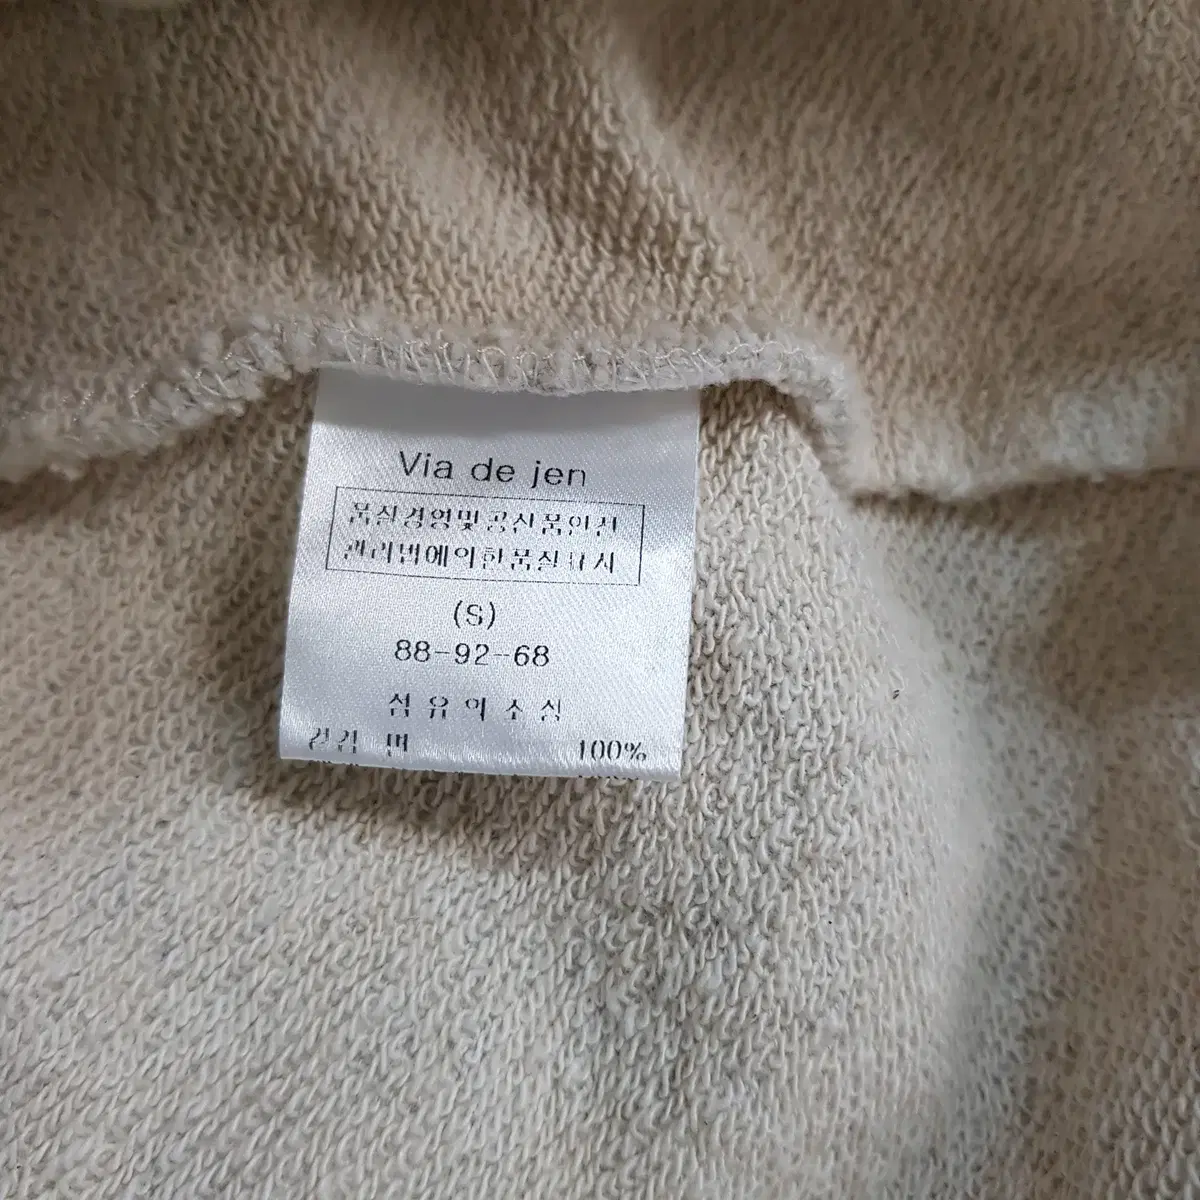 Via de jen
품질경영및공산품안전
관리법에의한품질표시
(S)
88-92-68
섬유의조성
겉감 면 100%